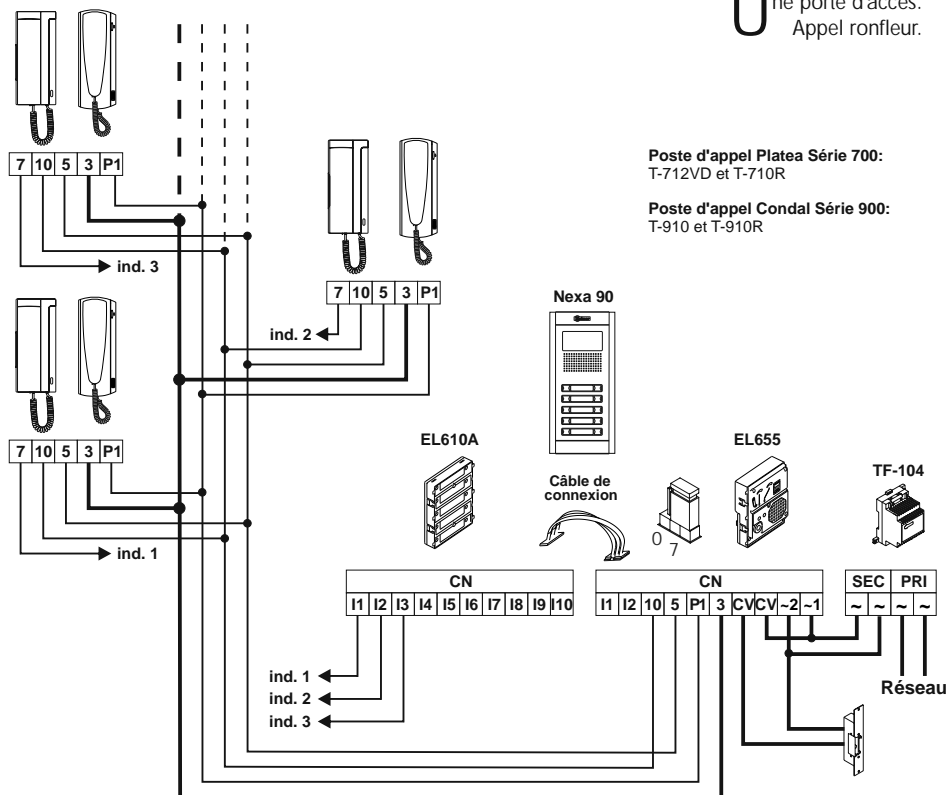 Une porte d'accès.
Appel ronfleur.
7 10 5 3 P1
ind. 3
7 10 5 3 P1
ind. 2
Poste d'appel Platea Série 700:
T-712VD et T-710R
Poste d'appel Condal Série 900:
T-910 et T-910R
Nexa 90
7 10 5 3 P1
ind. 1
EL610A
Câble de
connexion
0 7
EL655
TF-104
CN
I1 I2 I3 I4 I5 I6 I7 I8 I9 I10
CN
I1 I2 10 5 P1 3 CV CV ~2 ~1
SEC PRI
~ ~ ~ ~
ind. 1
ind. 2
ind. 3
Réseau